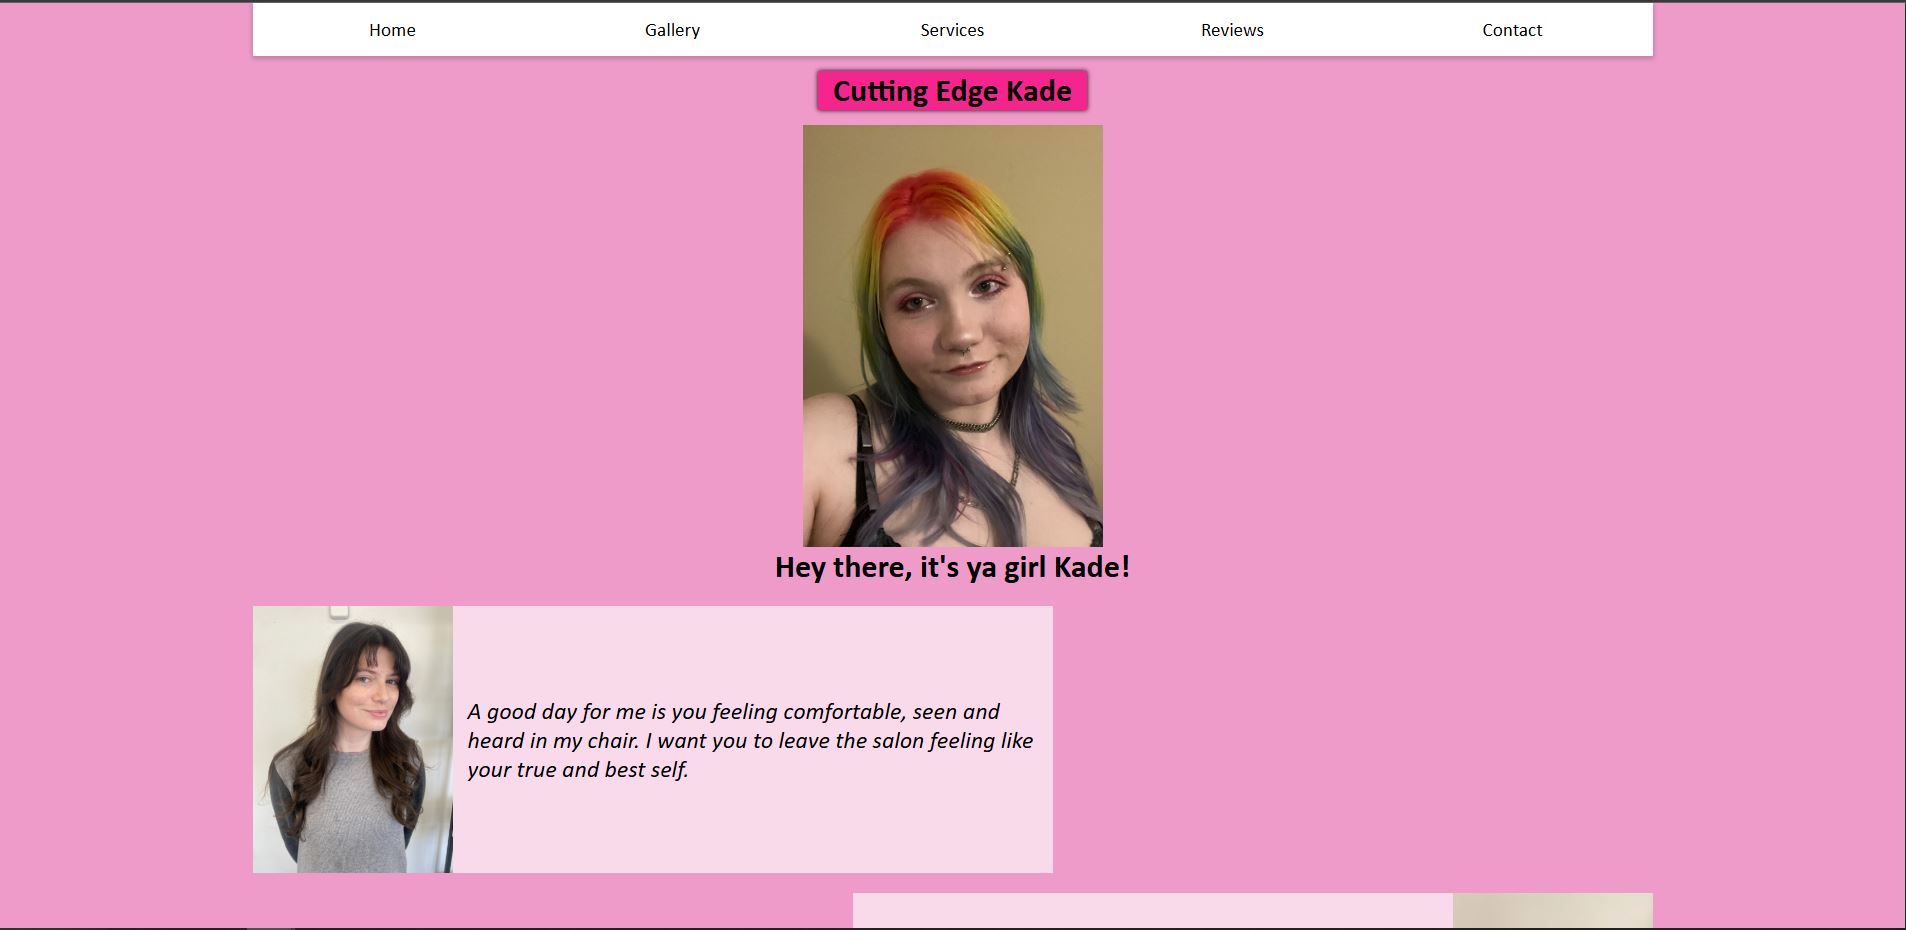 Home Gallery Services Reviews Contact
Cutting Edge Kade
Hey there, it's ya girl Kade!
A good day for me is you feeling comfortable, seen and
heard in my chair. I want you to leave the salon feeling like
your true and best self.